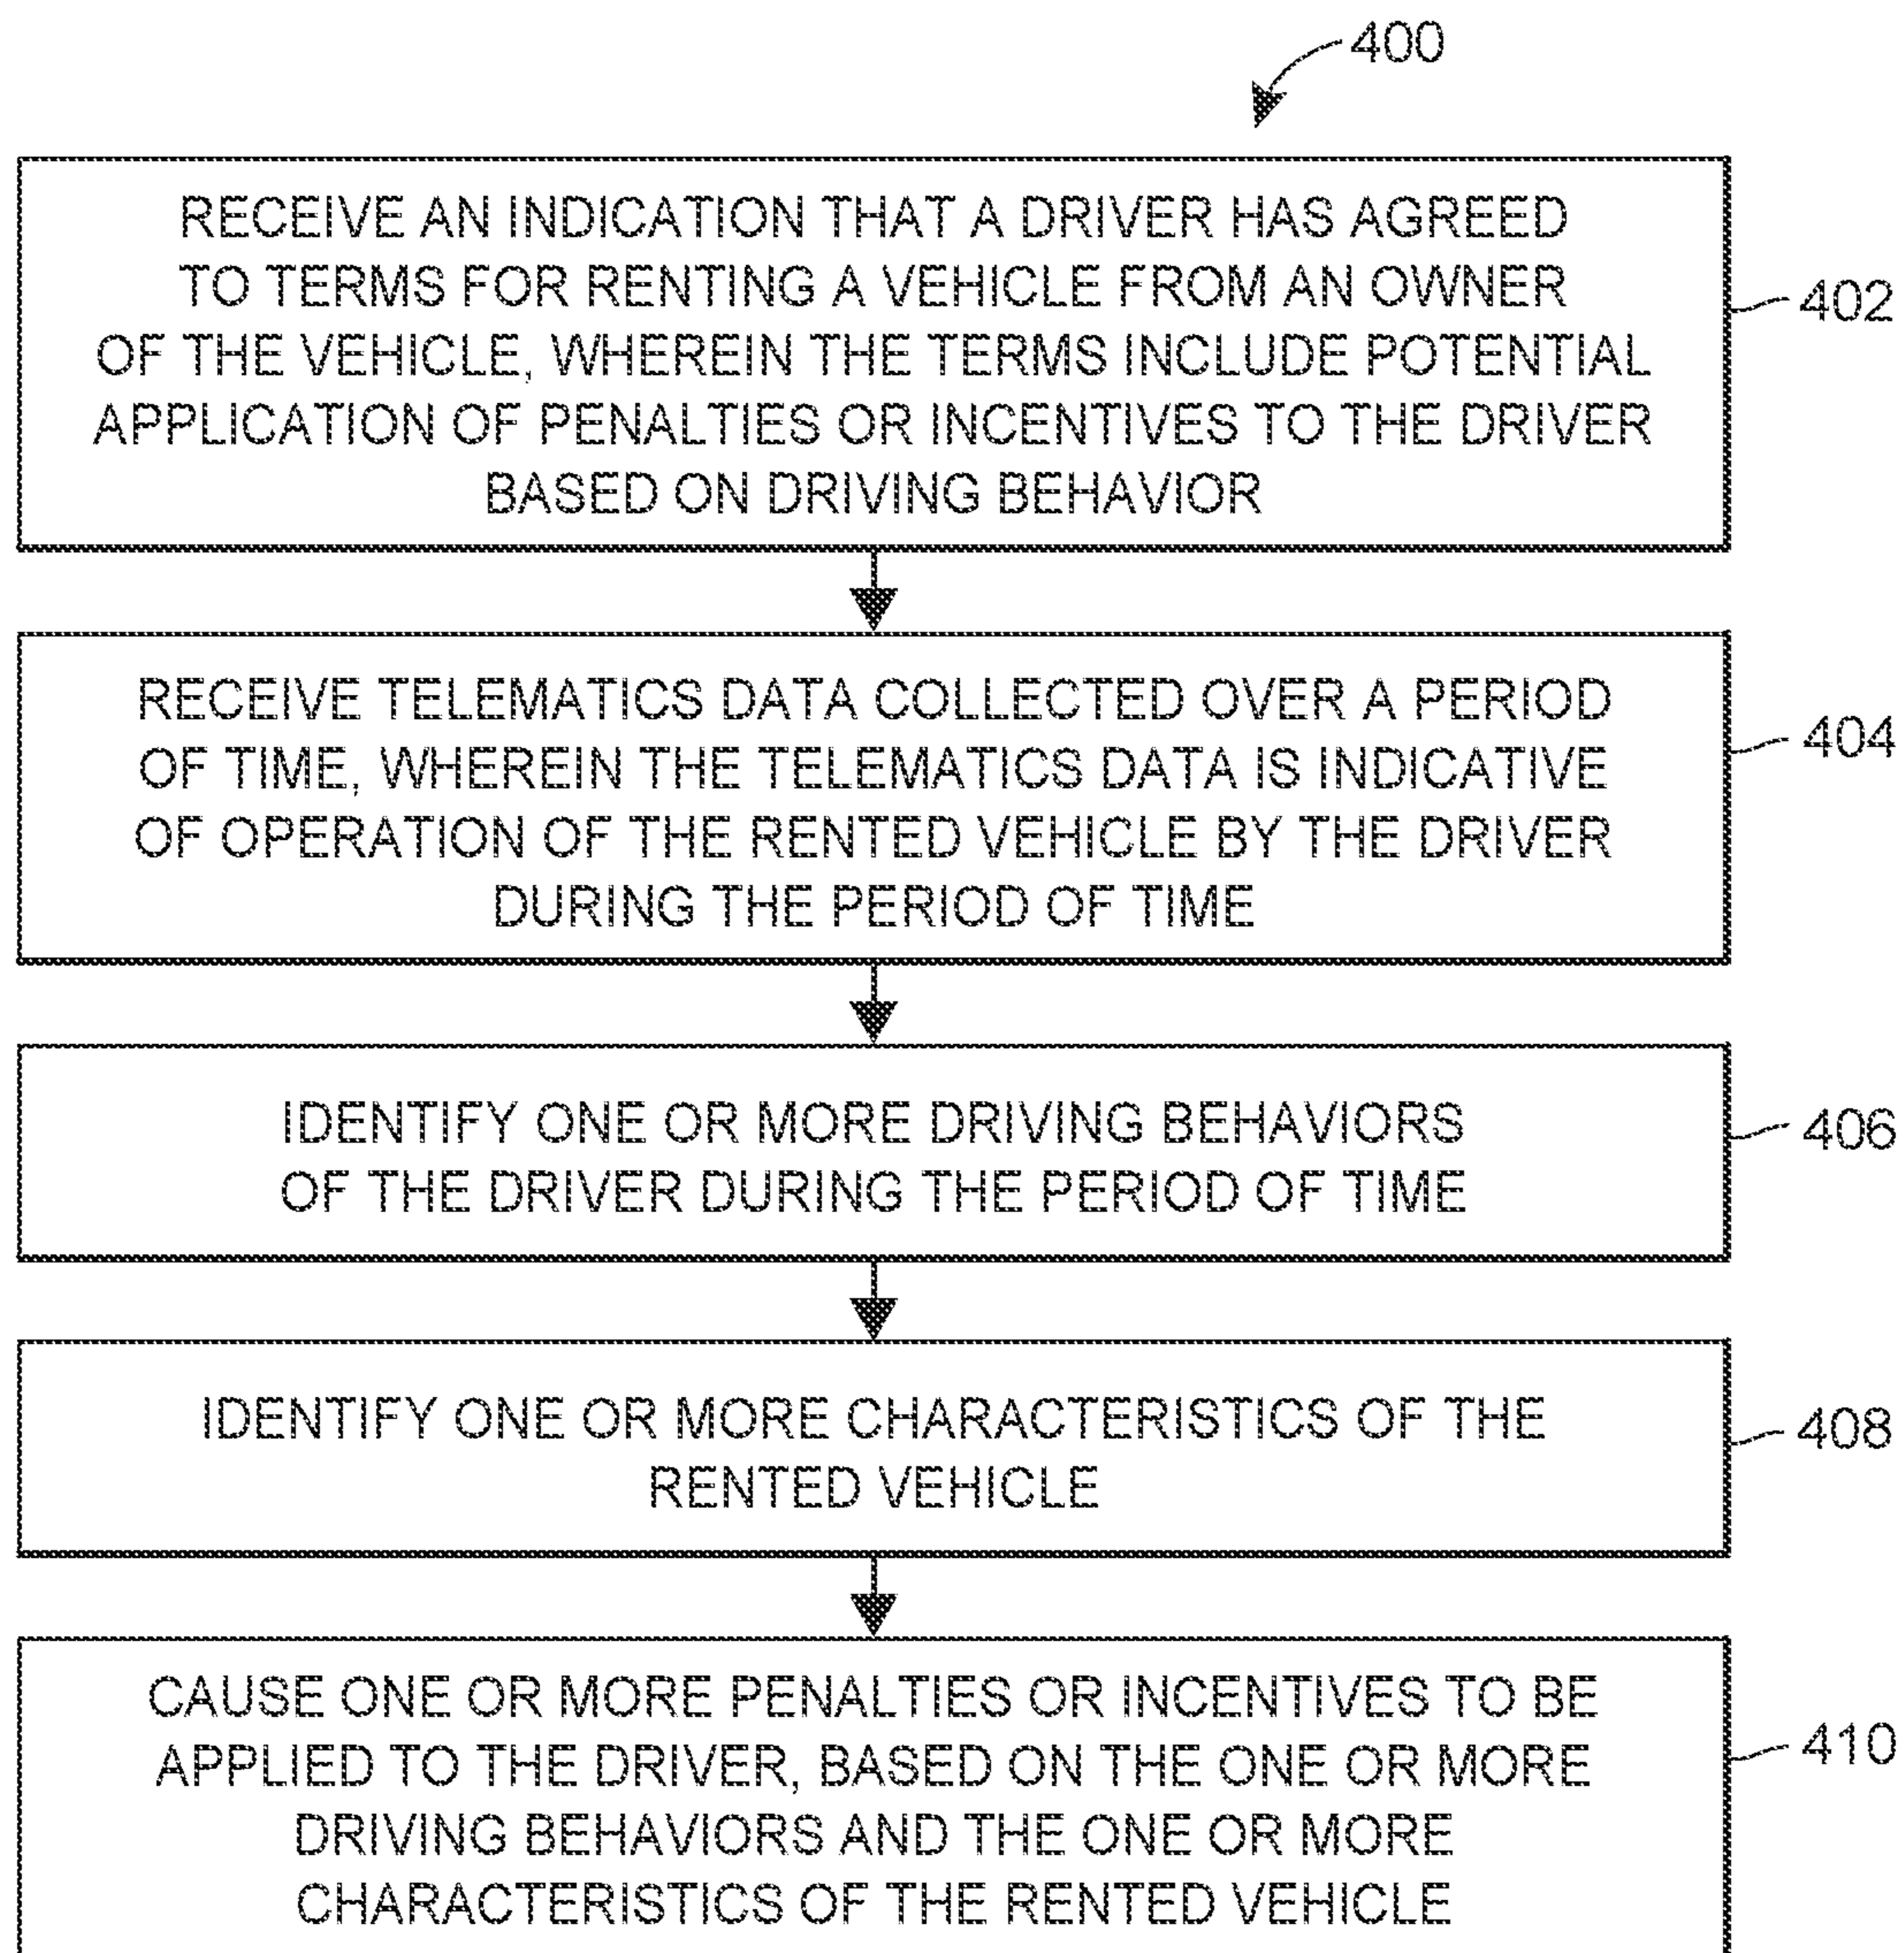 400
RECEIVE AN INDICATION THAT A DRIVER HAS AGREED
TO TERMS FOR RENTING A VEHICLE FROM AN OWNER
OF THE VEHICLE, WHEREIN THE TERMS INCLUDE POTENTIAL
APPLICATION OF PENALTIES OR INCENTIVES TO THE DRIVER
BASED ON DRIVING BEHAVIOR
402
RECEIVE TELEMATICS DATA COLLECTED OVER A PERIOD
OF TIME, WHEREIN THE TELEMATICS DATA IS INDICATIVE
OF OPERATION OF THE RENTED VEHICLE BY THE DRIVER
DURING THE PERIOD OF TIME
404
IDENTIFY ONE OR MORE DRIVING BEHAVIORS
OF THE DRIVER DURING THE PERIOD OF TIME
406
IDENTIFY ONE OR MORE CHARACTERISTICS OF THE
RENTED VEHICLE
408
CAUSE ONE OR MORE PENALTIES OR INCENTIVES TO BE
APPLIED TO THE DRIVER, BASED ON THE ONE OR MORE
DRIVING BEHAVIORS AND THE ONE OR MORE
CHARACTERISTICS OF THE RENTED VEHICLE
410